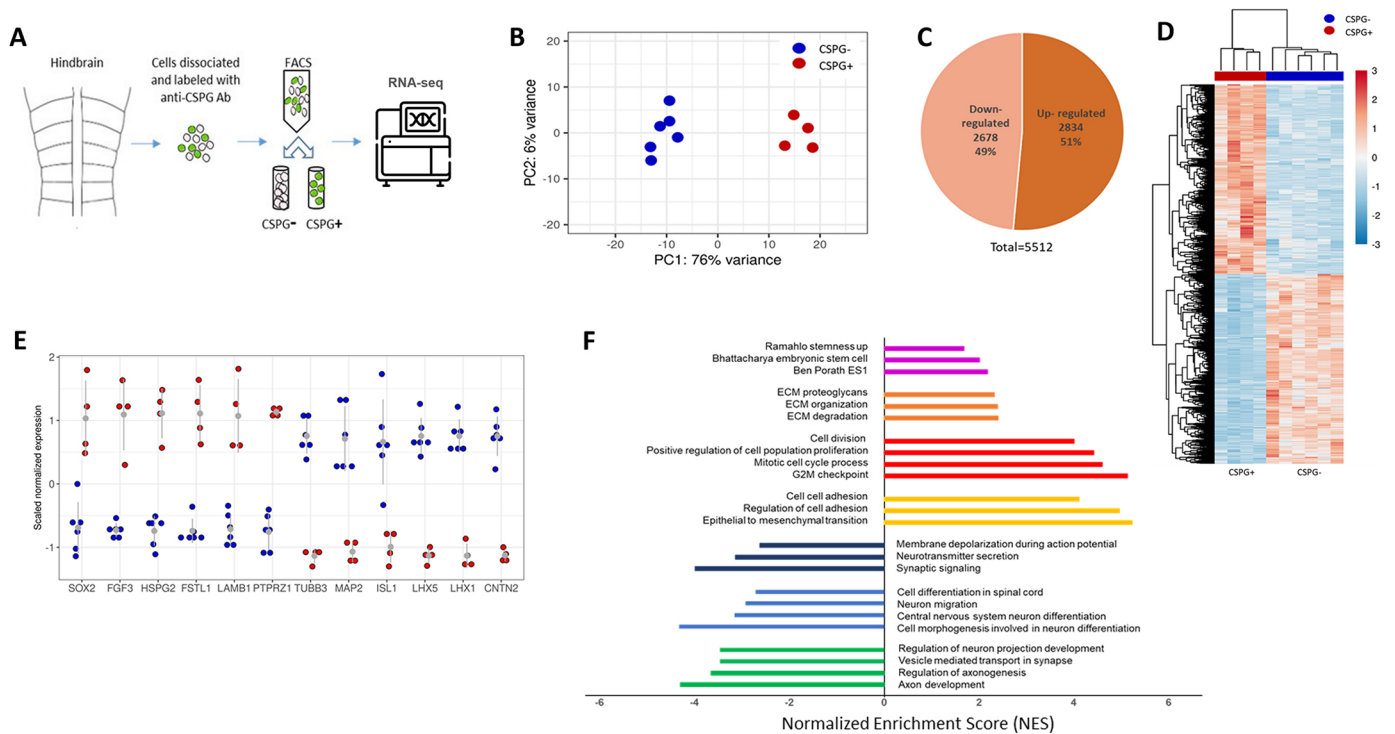 A
Hindbrain
Cells dissociated
and labeled with
anti-CSPG Ab
FACS
RNA-seq
CSPG-
CSPG+
B
20
10
0
-10
-20
PC2: 6% variance
-20
-10
0
10
20
PC1: 76% variance
CSPG-
CSPG+
C
Down-
regulated
2678
49%
Up- regulated
2834
51%
Total=5512
D
CSPG-
CSPG+
3
2
1
0
-1
-2
-3
CSPG+
CSPG-
E
Scaled normalized expression
2
1
0
-1
SOX2
FGF3
HSPG2
FSTL1
LAMB1
PTPRZ1
TUBB3
MAP2
ISL1
LHX5
LHX1
CNTN2
F
Ramahlo stemness up
Bhattacharya embryonic stem cell
Ben Porath ES1
ECM proteoglycans
ECM organization
ECM degradation
Cell division
Positive regulation of cell population proliferation
Mitotic cell cycle process
G2M checkpoint
Cell cell adhesion
Regulation of cell adhesion
Epithelial to mesenchymal transition
Membrane depolarization during action potential
Neurotransmitter secretion
Synaptic signaling
Cell differentiation in spinal cord
Neuron migration
Central nervous system neuron differentiation
Cell morphogenesis involved in neuron differentiation
Regulation of neuron projection development
Vesicle mediated transport in synapse
Regulation of axonogenesis
Axon development
-6
-4
-2
0
2
4
6
Normalized Enrichment Score (NES)